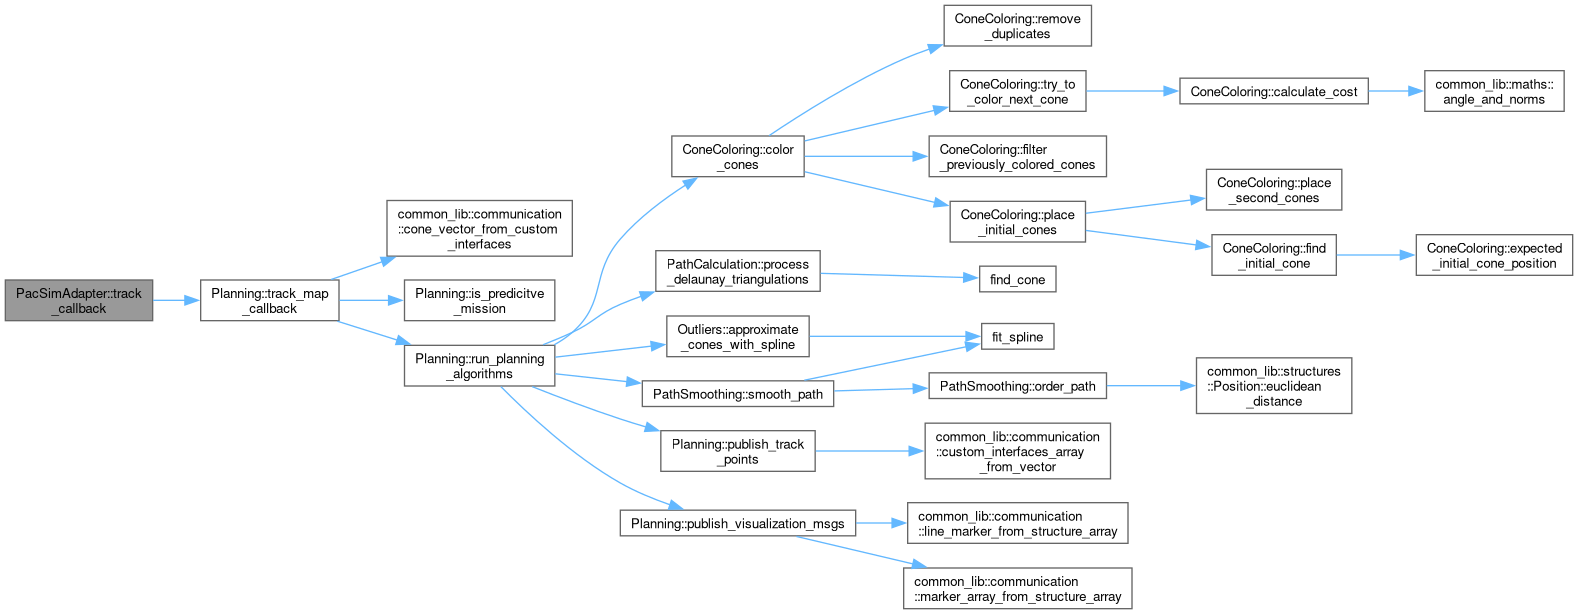 PacSimAdapter::track
_callback
Planning::track_map
_callback
common_lib::communication
::cone_vector_from_custom
_interfaces
Planning::is_predicitve
_mission
Planning::run_planning
_algorithms
ConeColoring::color
_cones
ConeColoring::remove
_duplicates
ConeColoring::try_to
_color_next_cone
ConeColoring::calculate_cost
common_lib::maths::
angle_and_norms
ConeColoring::filter
_previously_colored_cones
ConeColoring::place
_initial_cones
ConeColoring::place
_second_cones
ConeColoring::find
_initial_cone
ConeColoring::expected
_initial_cone_position
PathCalculation::process
_delaunay_triangulations
find_cone
Outliers::approximate
_cones_with_spline
fit_spline
PathSmoothing::smooth_path
PathSmoothing::order_path
common_lib::structures
::Position::euclidean
_distance
Planning::publish_track
_points
common_lib::communication
::custom_interfaces_array
_from_vector
Planning::publish_visualization_msgs
common_lib::communication
::line_marker_from_structure_array
common_lib::communication
::marker_array_from_structure_array